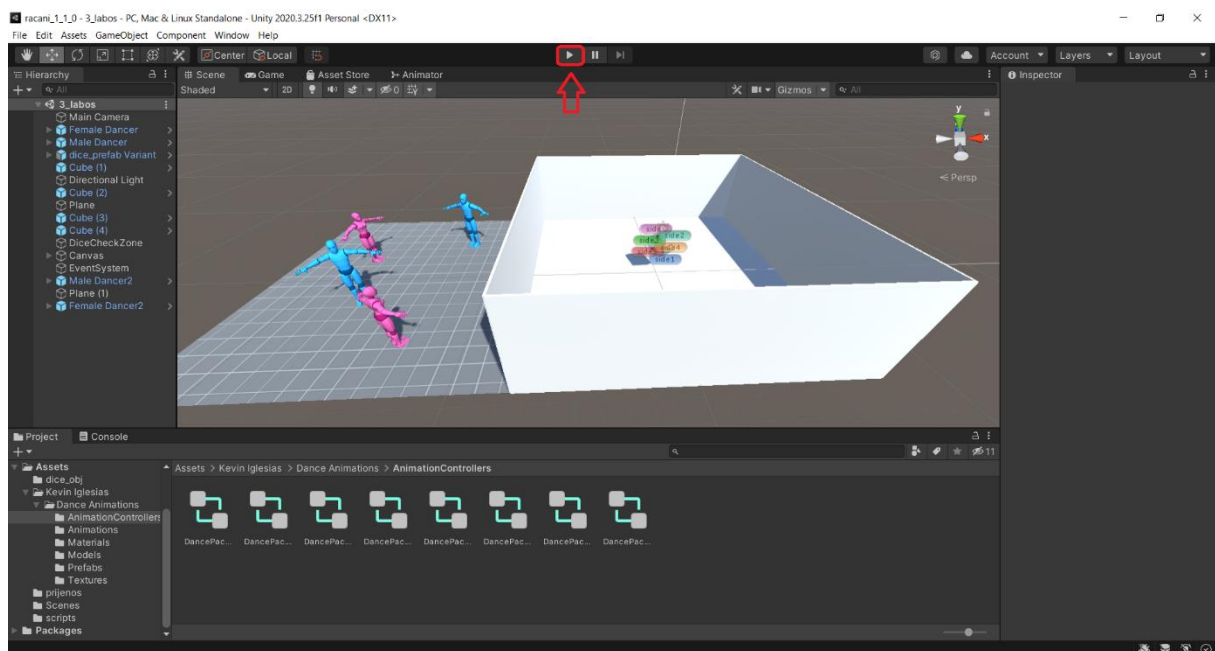 racani_1_1_0 - 3_labos - PC, Mac & Linux Standalone - Unity 2020.3.25f1 Personal <DX11>
File Edit Assets GameObject Component Window Help
Center Local Account Layers Layout
Hierarchy
Scene Game Asset Store Animator
Inspector
All
Shaded 2D 0 Gizmos All
3_labos
Main Camera
Female Dancer
Male Dancer
dice_prefab Variant
Cube (1)
Directional Light
Cube (2)
Plane
Cube (3)
Cube (4)
DiceCheckZone
Canvas
EventSystem
Male Dancer2
Plane (1)
Female Dancer2
y
x
Persp
side2
side4
side1
Project Console
11
Assets
dice_obj
Kevin Iglesias
Dance Animations
AnimationControllers
Animations
Materials
Models
Prefabs
Textures
prijenos
Scenes
scripts
Packages
Assets > Kevin Iglesias > Dance Animations > AnimationControllers
DancePac... DancePac... DancePac... DancePac... DancePac... DancePac... DancePac... DancePac...